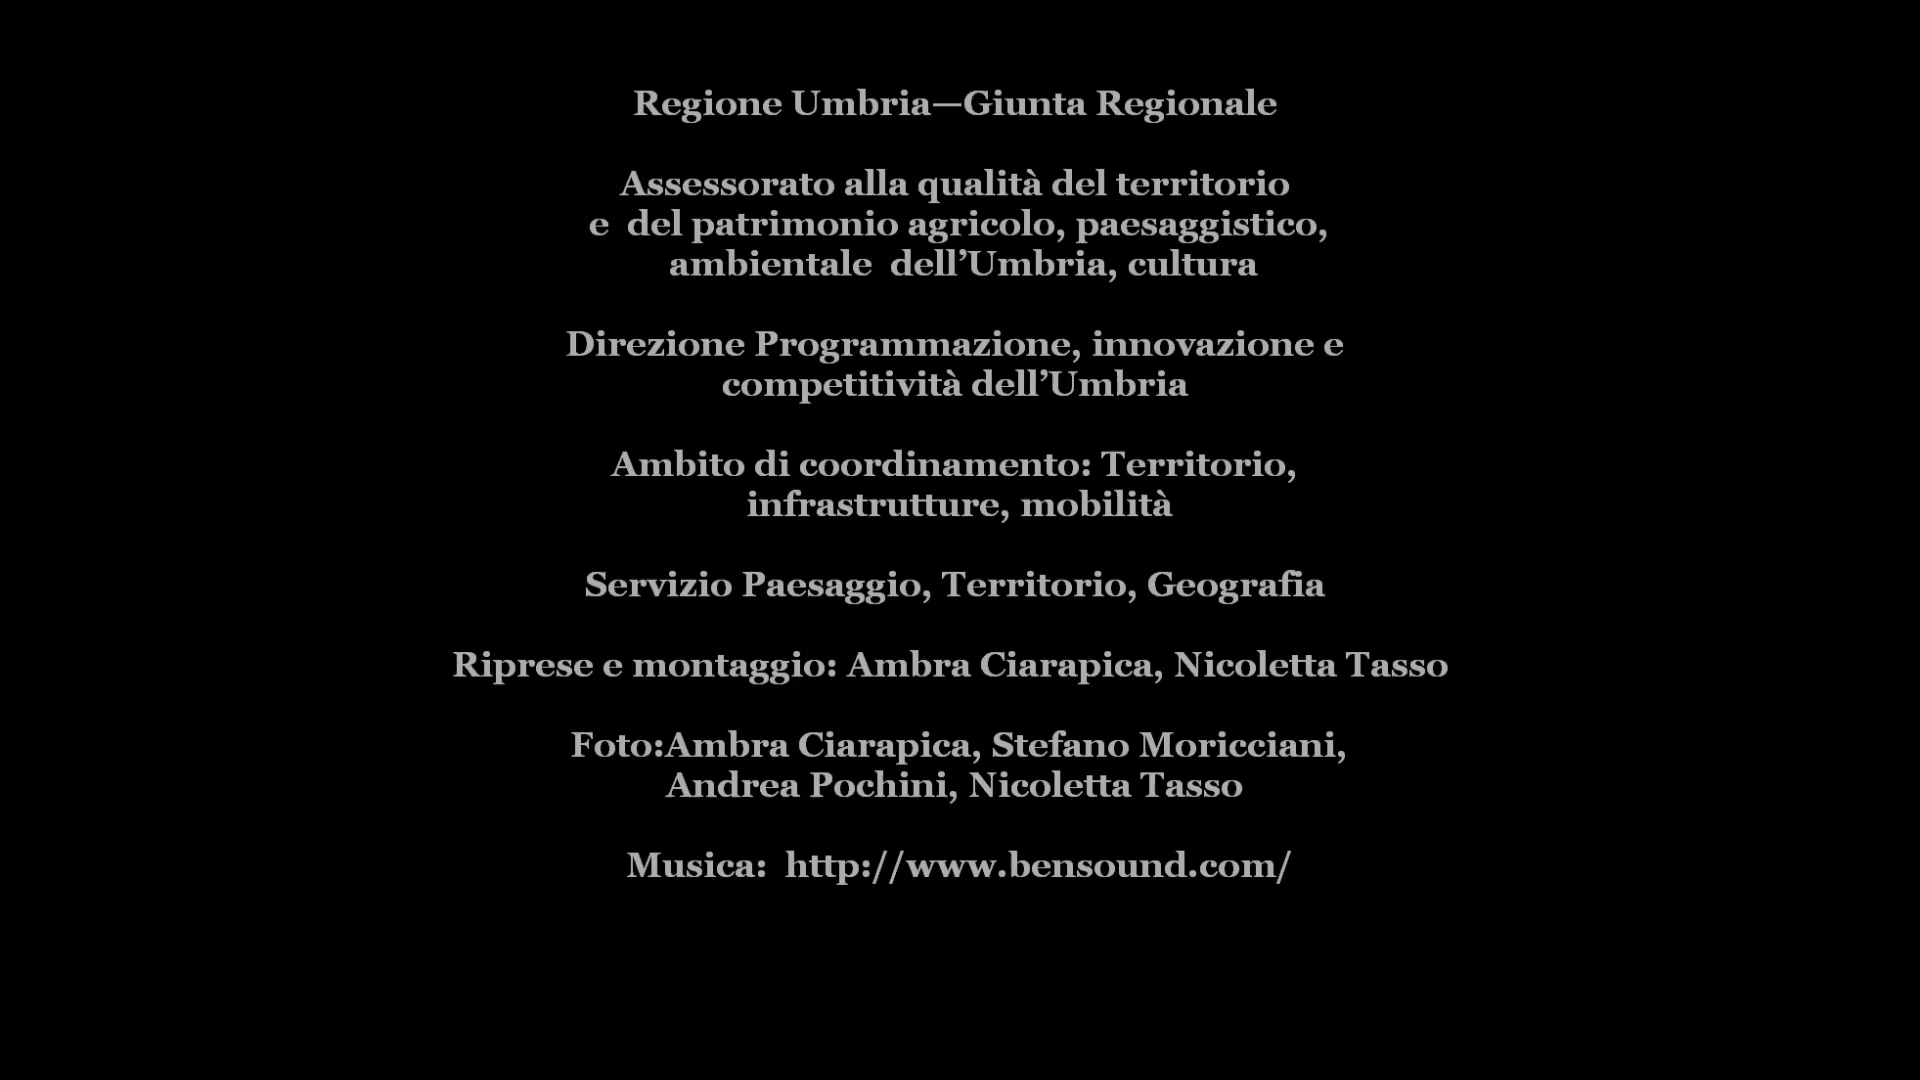 Regione Umbria—Giunta Regionale
Assessorato alla qualità del territorio
e  del patrimonio agricolo, paesaggistico,
ambientale  dell’Umbria, cultura
Direzione Programmazione, innovazione e
competitività dell’Umbria
Ambito di coordinamento: Territorio,
infrastrutture, mobilità
Servizio Paesaggio, Territorio, Geografia
Riprese e montaggio: Ambra Ciarapica, Nicoletta Tasso
Foto:Ambra Ciarapica, Stefano Moricciani,
Andrea Pochini, Nicoletta Tasso
Musica:  http://www.bensound.com/